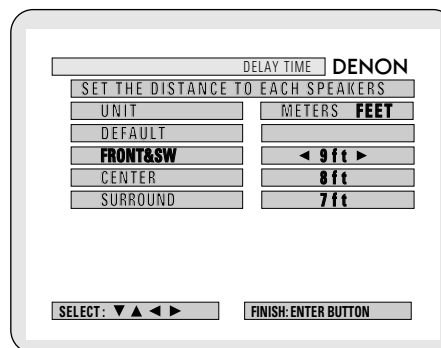 DELAY TIME DENON
SET THE DISTANCE TO EACH SPEAKERS
UNIT METERS FEET
DEFAULT
FRONT&SW ◄ 9ft ►
CENTER 8ft
SURROUND 7ft
SELECT: ▼ ▲ ◄ ► FINISH: ENTER BUTTON